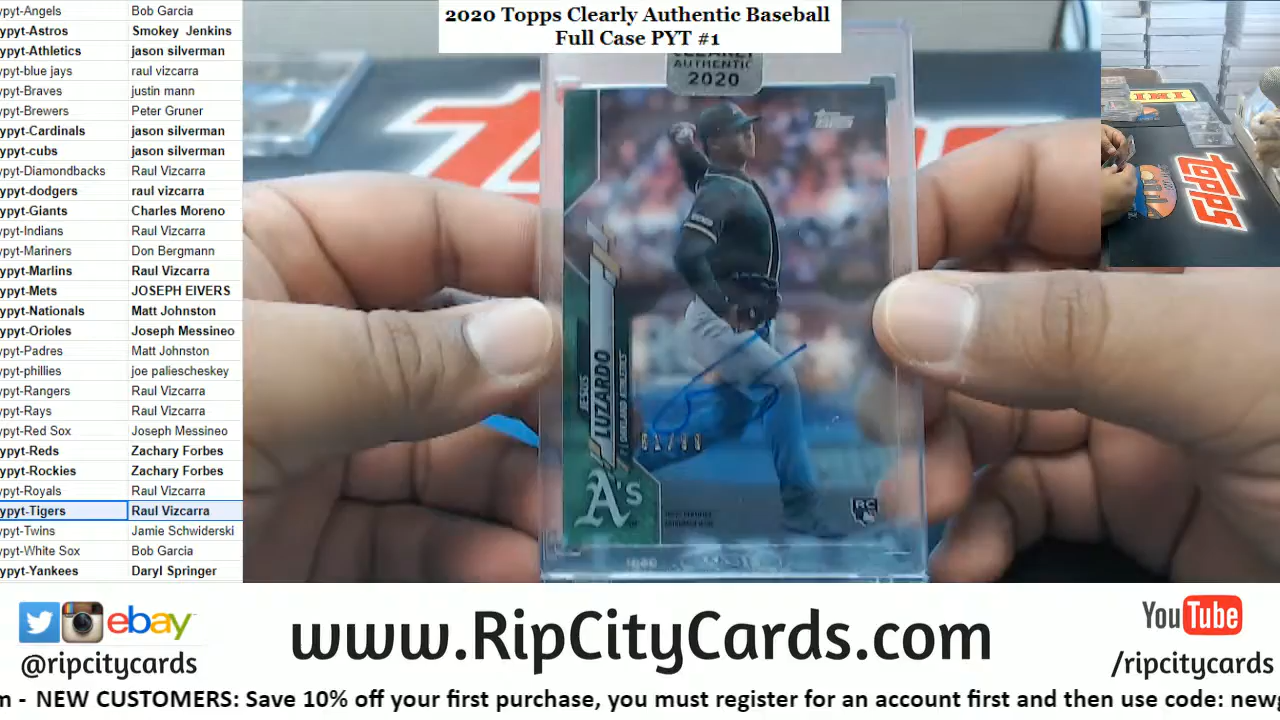 2020 Topps Clearly Authentic Baseball
Full Case PYT #1
ypyt-Angels Bob Garcia
ypyt-Astros Smokey Jenkins
ypyt-Athletics jason silverman
ypyt-blue jays raul vizcarra
ypyt-Braves justin mann
ypyt-Brewers Peter Gruner
ypyt-Cardinals jason silverman
ypyt-cubs jason silverman
ypyt-Diamondbacks Raul Vizcarra
ypyt-dodgers raul vizcarra
ypyt-Giants Charles Moreno
ypyt-Indians Raul Vizcarra
ypyt-Mariners Don Bergmann
ypyt-Marlins Raul Vizcarra
ypyt-Mets JOSEPH EIVERS
ypyt-Nationals Matt Johnston
ypyt-Orioles Joseph Messineo
ypyt-Padres Matt Johnston
ypyt-phillies joe paliescheskey
ypyt-Rangers Raul Vizcarra
ypyt-Rays Raul Vizcarra
ypyt-Red Sox Joseph Messineo
ypyt-Reds Zachary Forbes
ypyt-Rockies Zachary Forbes
ypyt-Royals Raul Vizcarra
ypyt-Tigers Raul Vizcarra
ypyt-Twins Jamie Schwiderski
ypyt-White Sox Bob Garcia
ypyt-Yankees Daryl Springer
AUTHENTIC
2020
Topps
JESUS
LUZARDO
OAKLAND ATHLETICS
A's
RC
topps
ebay
@ripcitycards
www.RipCityCards.com
YouTube
/ripcitycards
m - NEW CUSTOMERS: Save 10% off your first purchase, you must register for an account first and then use code: newg